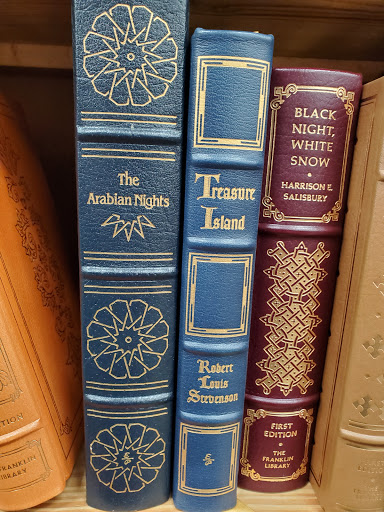 The
Arabian Nights
Treasure
Island
Robert
Louis
Stevenson
BLACK
NIGHT,
WHITE
SNOW
HARRISON E.
SALISBURY
FIRST
EDITION
THE
FRANKLIN
LIBRARY
FRANKLIN
LIBRARY